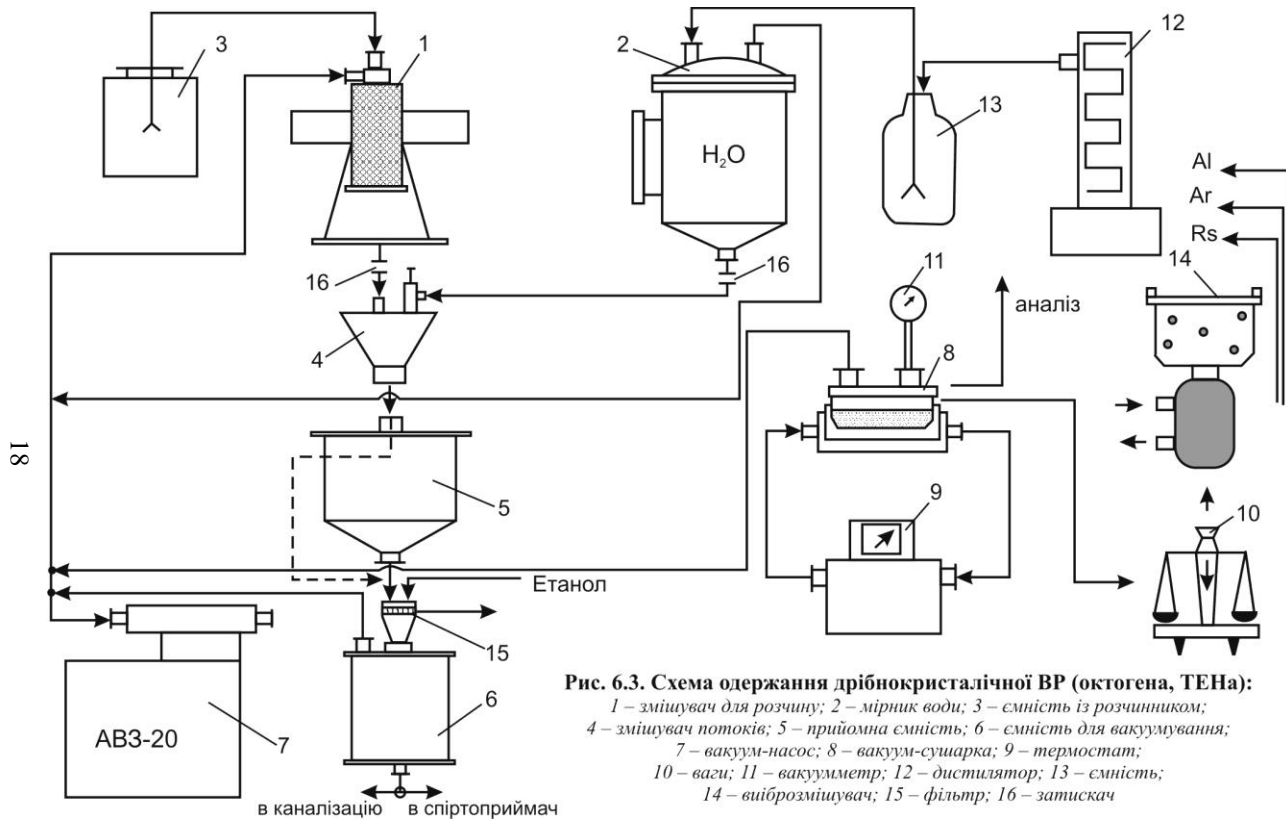 3
1
2
13
12
H₂O
Al
Ar
Rs
14
16
16
11
аналіз
4
8
18
5
9
10
Етанол
15
6
АВЗ-20
7
в каналізацію
в спіртоприймач
Рис. 6.3. Схема одержання дрібнокристалічної ВР (октогена, ТЕНа):
1 – змішувач для розчину; 2 – мірник води; 3 – ємність із розчинником;
4 – змішувач потоків; 5 – прийомна ємність; 6 – ємність для вакуумування;
7 – вакуум-насос; 8 – вакуум-сушарка; 9 – термостат;
10 – ваги; 11 – вакуумметр; 12 – дистилятор; 13 – ємність;
14 – виіброзмішувач; 15 – фільтр; 16 – затискач